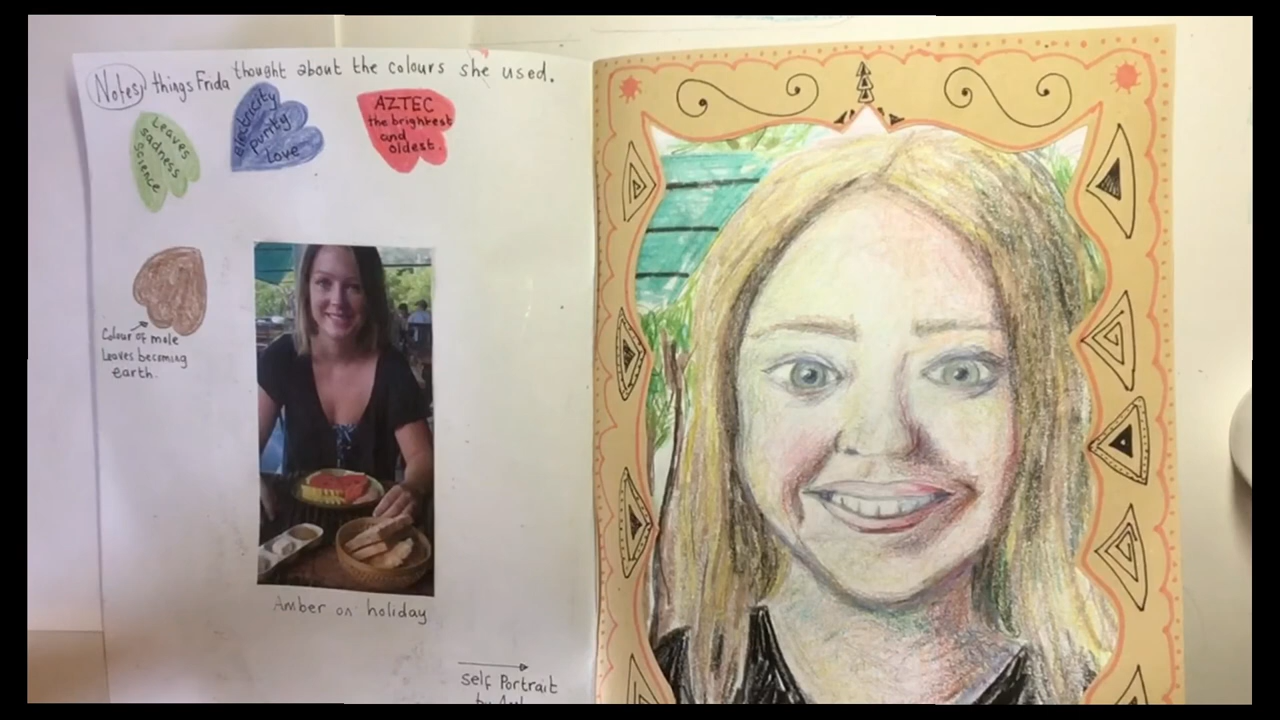 Notes) things Frida thought about the colours she used.
Leaves
sadness
science
electricity
purity
love
AZTEC
the brightest
and
oldest.
Colour of mole
Leaves becoming
earth.
Amber on holiday
Self Portrait
by